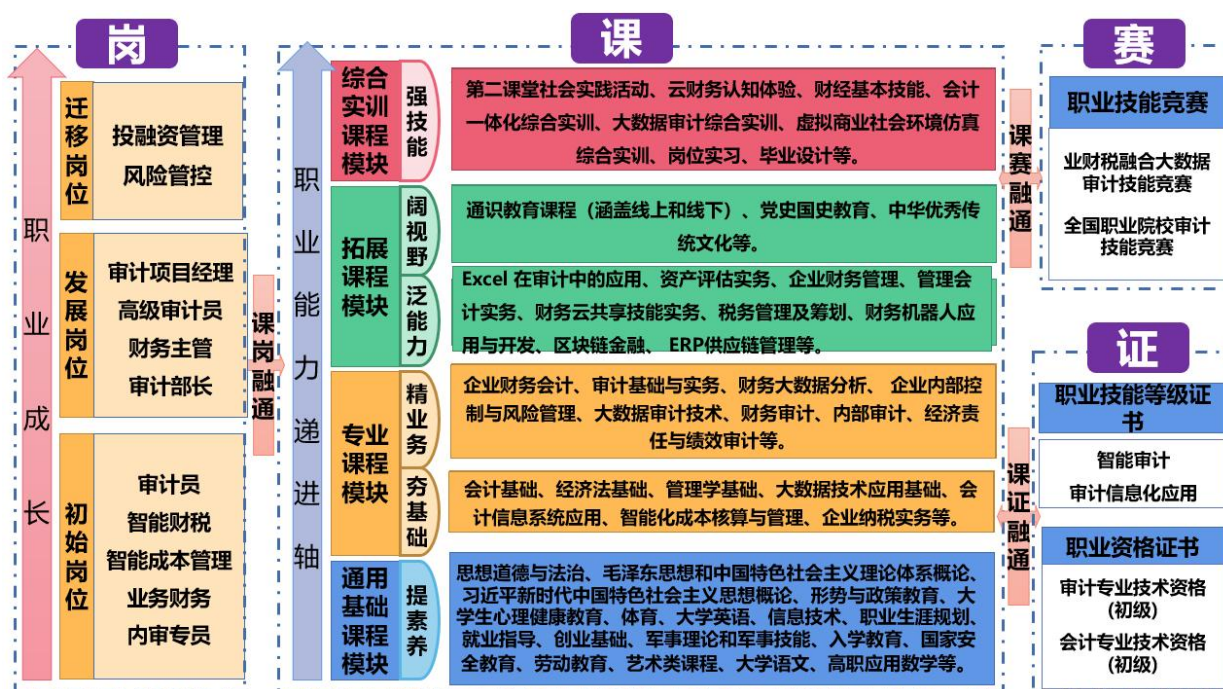 岗
职业成长
迁移岗位
投融资管理
风险管控
发展岗位
审计项目经理
高级审计员
财务主管
审计部长
初始岗位
审计员
智能财税
智能成本管理
业务财务
内审专员
课岗融通
课
职业能力递进轴
综合
实训
课程
模块
强技能
第二课堂社会实践活动、云财务认知体验、财经基本技能、会计
一体化综合实训、大数据审计综合实训、虚拟商业社会环境仿真
综合实训、岗位实习、毕业设计等。
拓展
课程
模块
阔视野
通识教育课程（涵盖线上和线下）、党史国史教育、中华优秀传
统文化等。
泛能力
Excel 在审计中的应用、资产评估实务、企业财务管理、管理会
计实务、财务云共享技能实务、税务管理及筹划、财务机器人应
用与开发、区块链金融、 ERP供应链管理等。
专业
课程
模块
精业务
企业财务会计、审计基础与实务、财务大数据分析、 企业内部控
制与风险管理、大数据审计技术、财务审计、内部审计、经济责
任与绩效审计等。
夯基础
会计基础、经济法基础、管理学基础、大数据技术应用基础、会
计信息系统应用、智能化成本核算与管理、企业纳税实务等。
通用
基础
课程
模块
提素养
思想道德与法治、毛泽东思想和中国特色社会主义理论体系概论、
习近平新时代中国特色社会主义思想概论、形势与政策教育、大
学生心理健康教育、体育、大学英语、信息技术、职业生涯规划、
就业指导、创业基础、军事理论和军事技能、入学教育、国家安
全教育、劳动教育、艺术类课程、大学语文、高职应用数学等。
课赛融通
赛
职业技能竞赛
业财税融合大数据
审计技能竞赛
全国职业院校审计
技能竞赛
课证融通
证
职业技能等级证
书
智能审计
审计信息化应用
职业资格证书
审计专业技术资格
(初级)
会计专业技术资格
(初级)